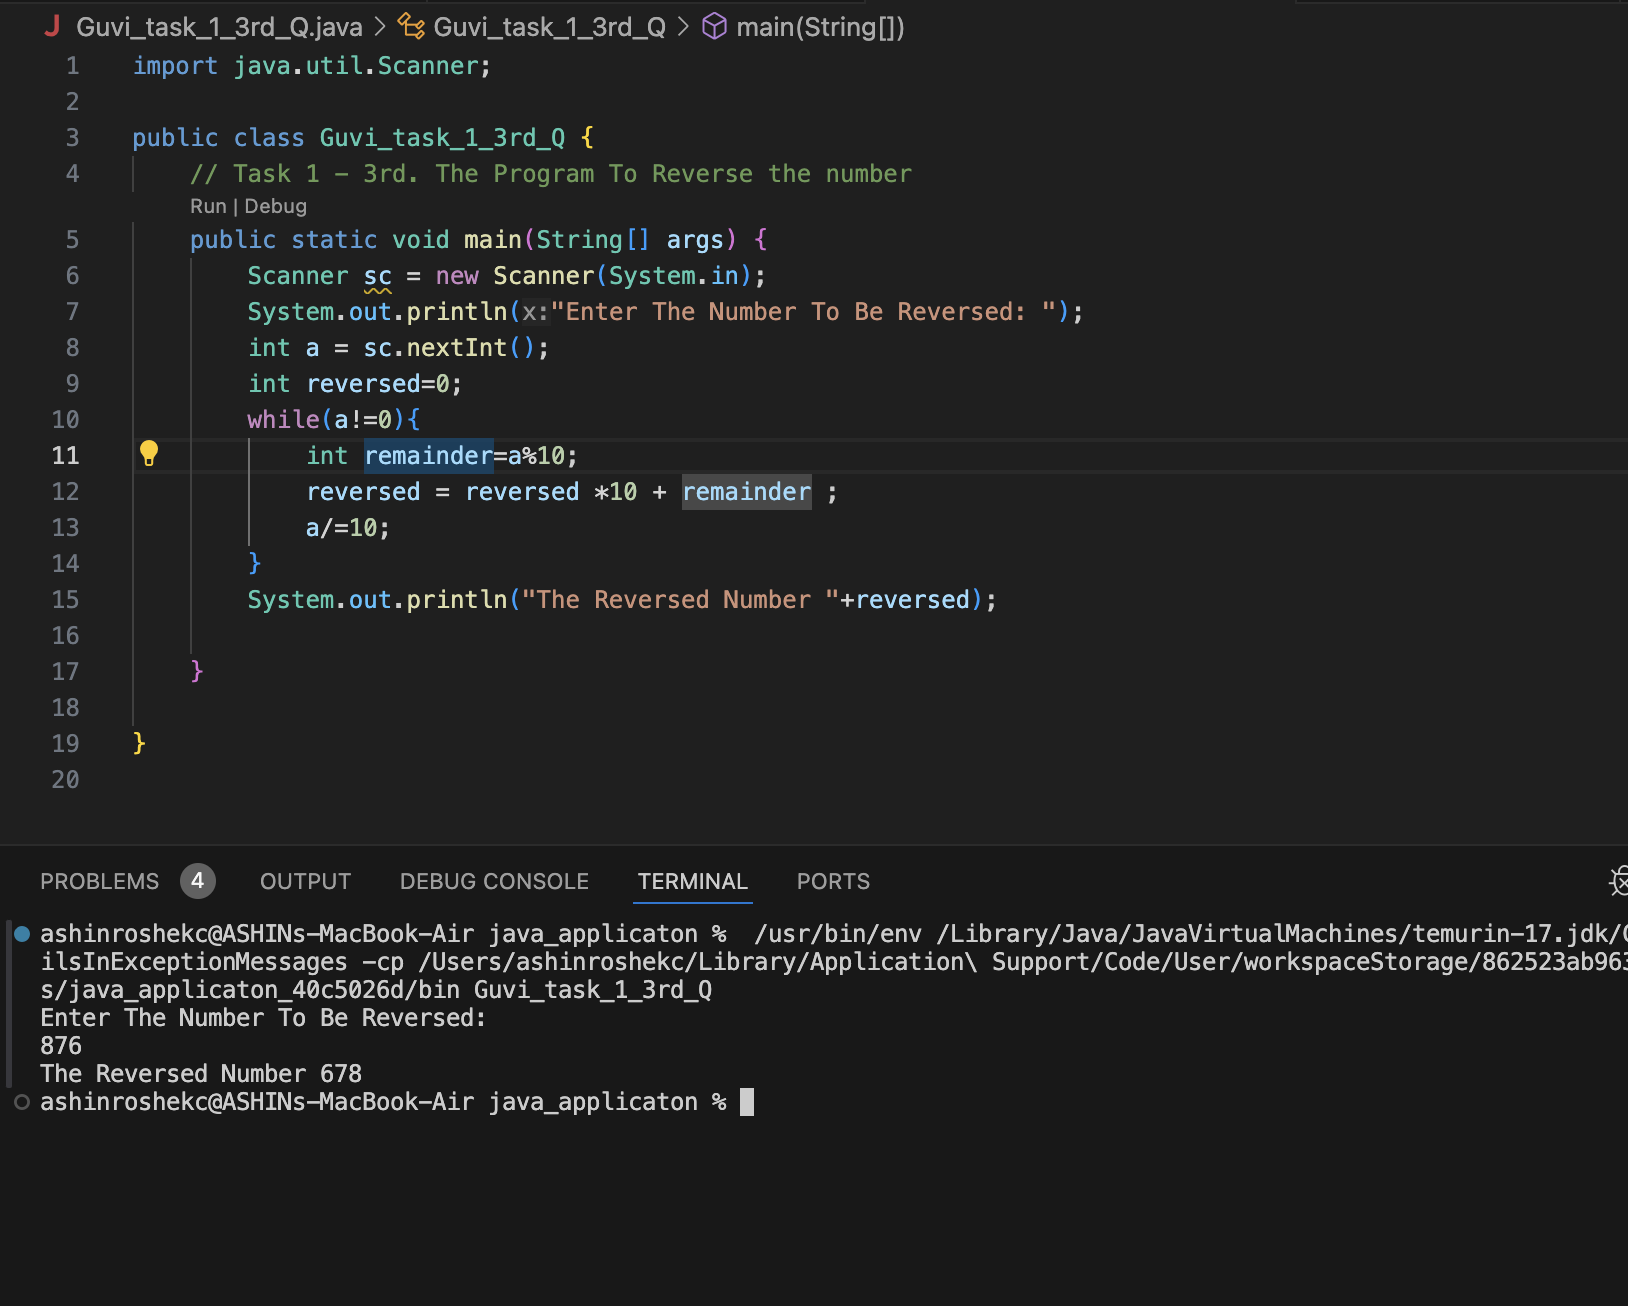 Guvi_task_1_3rd_Q.java > Guvi_task_1_3rd_Q > main(String[])
1 import java.util.Scanner;
2
3 public class Guvi_task_1_3rd_Q {
4 // Task 1 - 3rd. The Program To Reverse the number
Run | Debug
5 public static void main(String[] args) {
6 Scanner sc = new Scanner(System.in);
7 System.out.println(x:"Enter The Number To Be Reversed: ");
8 int a = sc.nextInt();
9 int reversed=0;
10 while(a!=0){
11 int remainder=a%10;
12 reversed = reversed *10 + remainder ;
13 a/=10;
14 }
15 System.out.println("The Reversed Number "+reversed);
16
17 }
18
19 }
20
PROBLEMS 4 OUTPUT DEBUG CONSOLE TERMINAL PORTS
ashinroshekc@ASHINs-MacBook-Air java_applicaton % /usr/bin/env /Library/Java/JavaVirtualMachines/temurin-17.jdk/
ilsInExceptionMessages -cp /Users/ashinroshekc/Library/Application\ Support/Code/User/workspaceStorage/862523ab963
s/java_applicaton_40c5026d/bin Guvi_task_1_3rd_Q
Enter The Number To Be Reversed:
876
The Reversed Number 678
ashinroshekc@ASHINs-MacBook-Air java_applicaton %